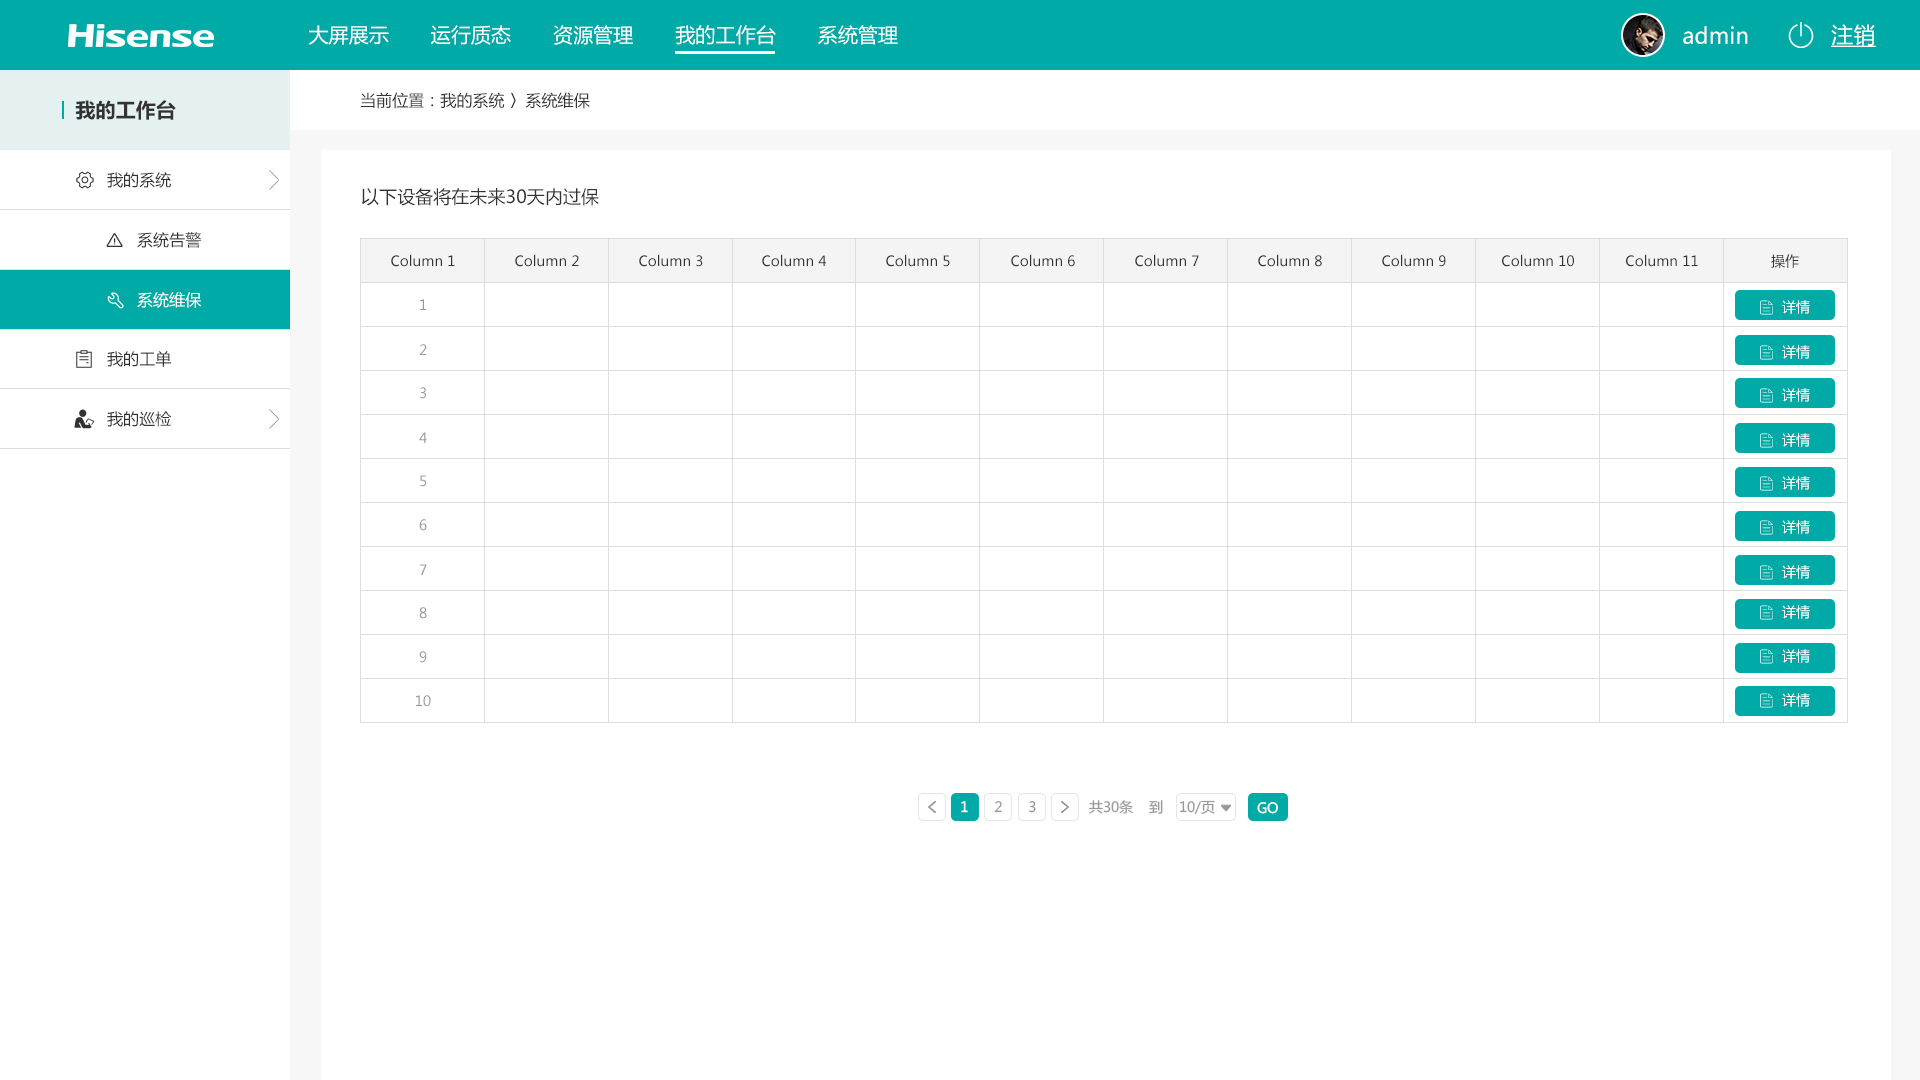 Hisense 大屏展示 运行质态 资源管理 我的工作台 系统管理 admin 注销
我的工作台
当前位置：我的系统 〉系统维保
我的系统
系统告警
系统维保
我的工单
我的巡检
以下设备将在未来30天内过保
Column 1 Column 2 Column 3 Column 4 Column 5 Column 6 Column 7 Column 8 Column 9 Column 10 Column 11 操作
1 详情
2 详情
3 详情
4 详情
5 详情
6 详情
7 详情
8 详情
9 详情
10 详情
< 1 2 3 > 共30条 到 10/页 GO